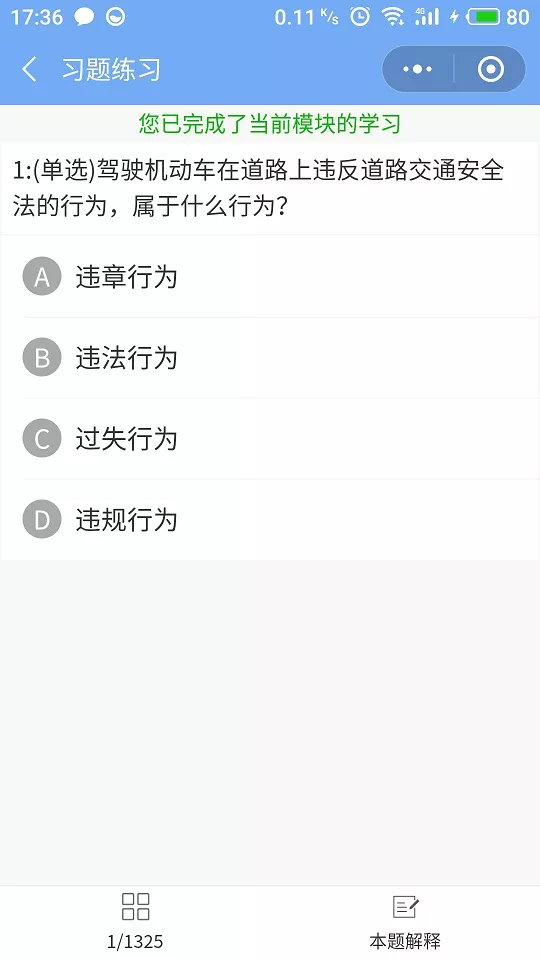 17:36 0.11 K/s 4G 80
习题练习
您已完成了当前模块的学习
1:(单选)驾驶机动车在道路上违反道路交通安全
法的行为，属于什么行为?
A 违章行为
B 违法行为
C 过失行为
D 违规行为
1/1325 本题解释